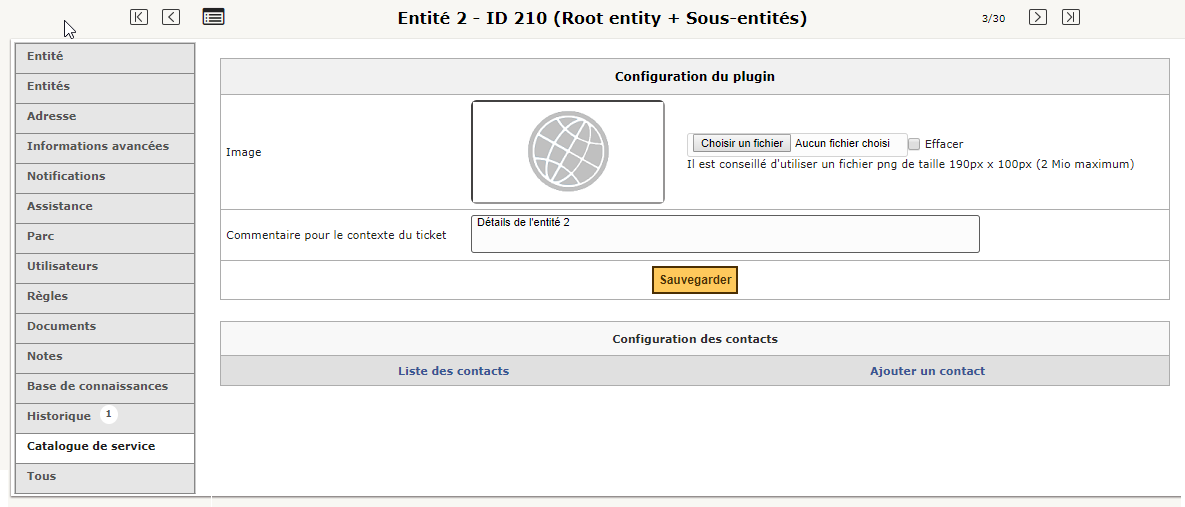 Entité 2 - ID 210 (Root entity + Sous-entités)
3/30
Entité
Entités
Adresse
Informations avancées
Notifications
Assistance
Parc
Utilisateurs
Règles
Documents
Notes
Base de connaissances
Historique 1
Catalogue de service
Tous
Configuration du plugin
Image
Choisir un fichier Aucun fichier choisi Effacer
Il est conseillé d'utiliser un fichier png de taille 190px x 100px (2 Mio maximum)
Commentaire pour le contexte du ticket
Détails de l'entité 2
Sauvegarder
Configuration des contacts
Liste des contacts Ajouter un contact